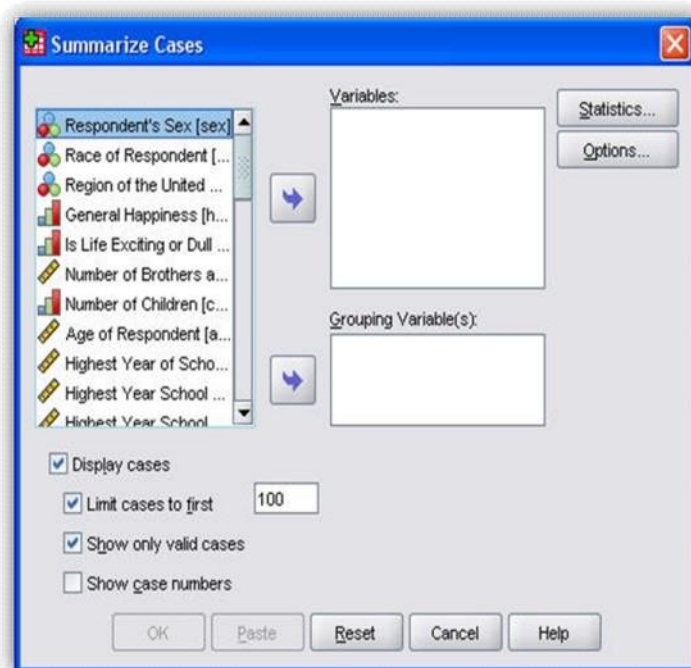 Summarize Cases
Respondent's Sex [sex]
Race of Respondent [...
Region of the United ...
General Happiness [h...
Is Life Exciting or Dull ...
Number of Brothers a...
Number of Children [c...
Age of Respondent [a...
Highest Year of Scho...
Highest Year School ...
Highest Year School
Variables:
Grouping Variable(s):
Statistics...
Options...
Display cases
Limit cases to first 100
Show only valid cases
Show case numbers
OK Paste Reset Cancel Help